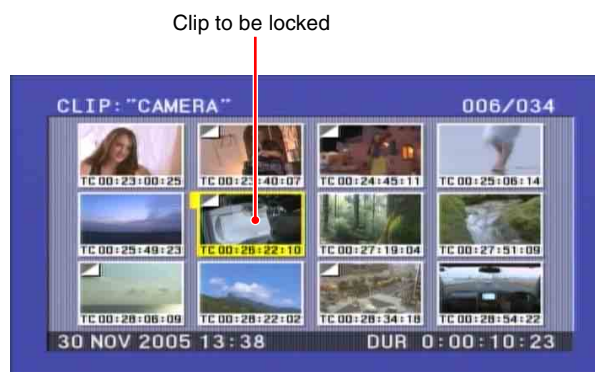 Clip to be locked
CLIP:"CAMERA" 006/034
TC 00:23:00:25 TC 00:23:40:07 TC 00:24:45:11 TC 00:25:06:14
TC 00:25:49:23 TC 00:26:22:10 TC 00:27:19:04 TC 00:27:51:09
TC 00:28:06:09 TC 00:28:22:02 TC 00:28:34:18 TC 00:28:54:22
30 NOV 2005 13:38 DUR 0:00:10:23